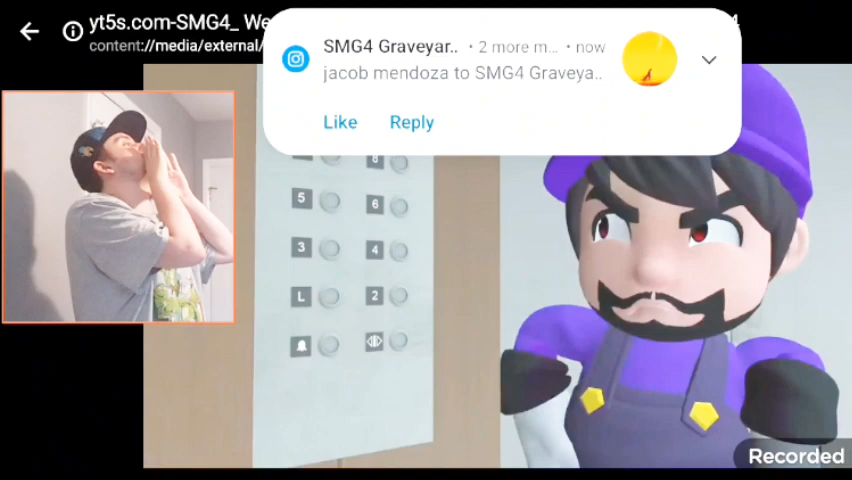 yt5s.com-SMG4_ We
content://media/external/
SMG4 Graveyar.. • 2 more m... • now
jacob mendoza to SMG4 Graveya..
Like Reply
5 6
3 4
L 2
Recorded